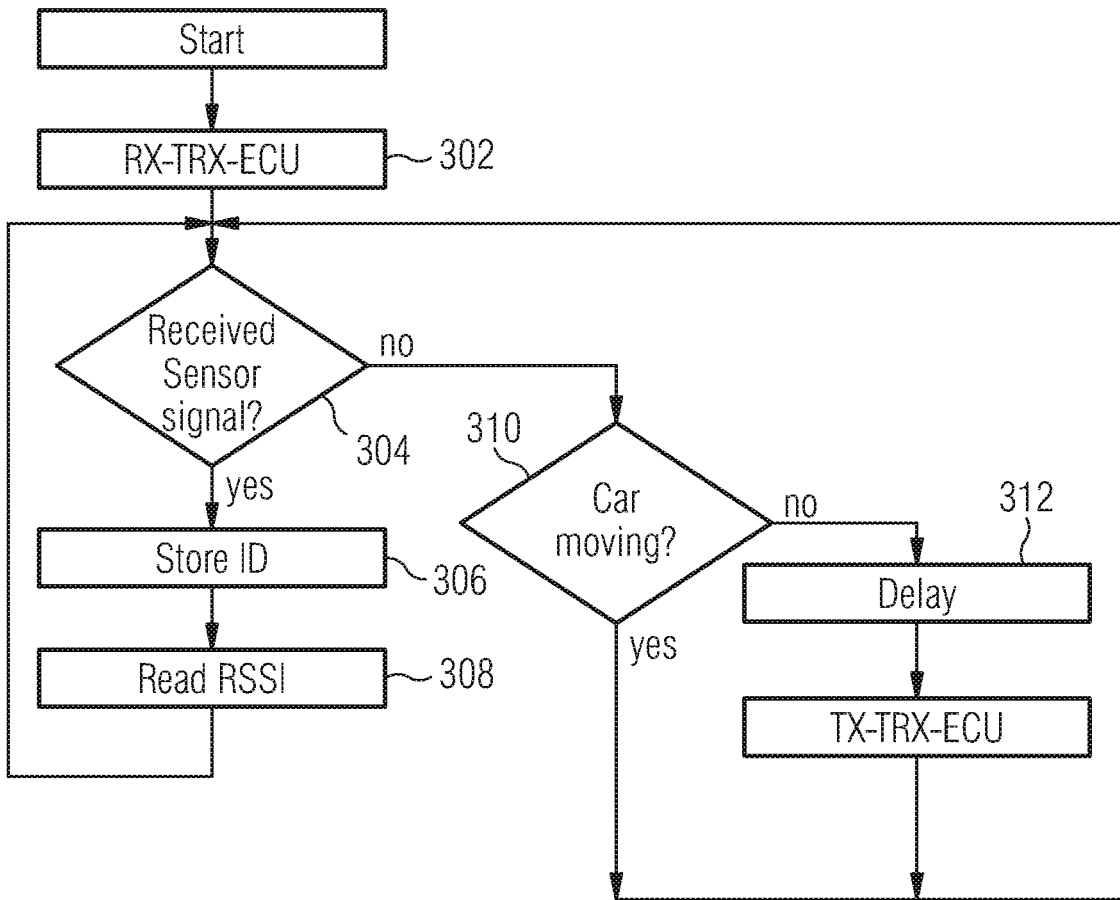 Start
RX-TRX-ECU
302
Received
Sensor
signal?
304
no
yes
310
Car
moving?
no
yes
312
Delay
Store ID
306
Read RSSI
308
TX-TRX-ECU